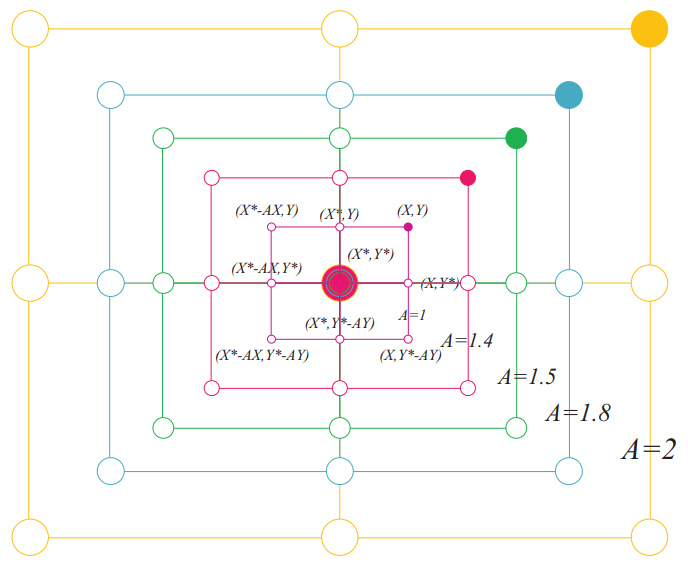 (X*-AX,Y)
(X*,Y)
(X,Y)
(X*,Y*)
(X*-AX,Y*)
(X,Y*)
A=1
(X*,Y*-AY)
A=1.4
(X*-AX,Y*-AY)
(X,Y*-AY)
A=1.5
A=1.8
A=2